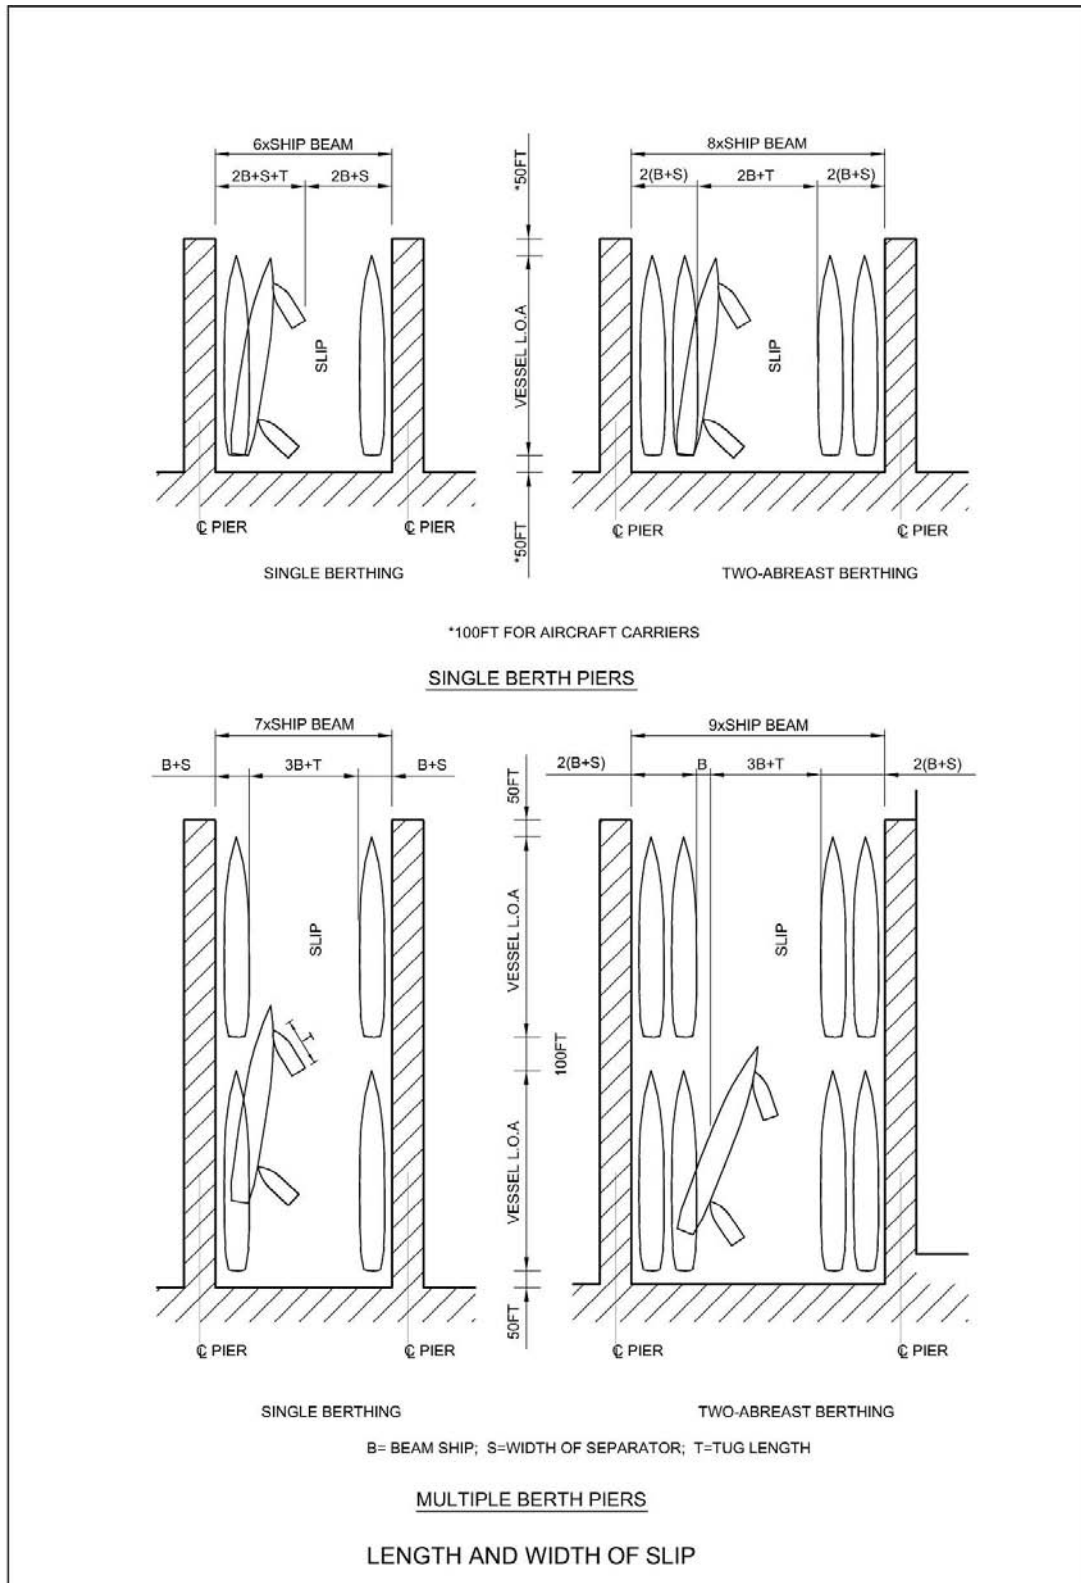 6xSHIP BEAM
2B+S+T
2B+S
*50FT
8xSHIP BEAM
2(B+S)
2B+T
2(B+S)
SLIP
VESSEL L.O.A
SLIP
℄ PIER
℄ PIER
*50FT
℄ PIER
℄ PIER
SINGLE BERTHING
TWO-ABREAST BERTHING
*100FT FOR AIRCRAFT CARRIERS
SINGLE BERTH PIERS
7xSHIP BEAM
B+S
3B+T
B+S
50FT
9xSHIP BEAM
2(B+S)
B
3B+T
2(B+S)
SLIP
VESSEL L.O.A
SLIP
T
100FT
VESSEL L.O.A
50FT
℄ PIER
℄ PIER
℄ PIER
℄ PIER
SINGLE BERTHING
TWO-ABREAST BERTHING
B= BEAM SHIP; S=WIDTH OF SEPARATOR; T=TUG LENGTH
MULTIPLE BERTH PIERS
LENGTH AND WIDTH OF SLIP